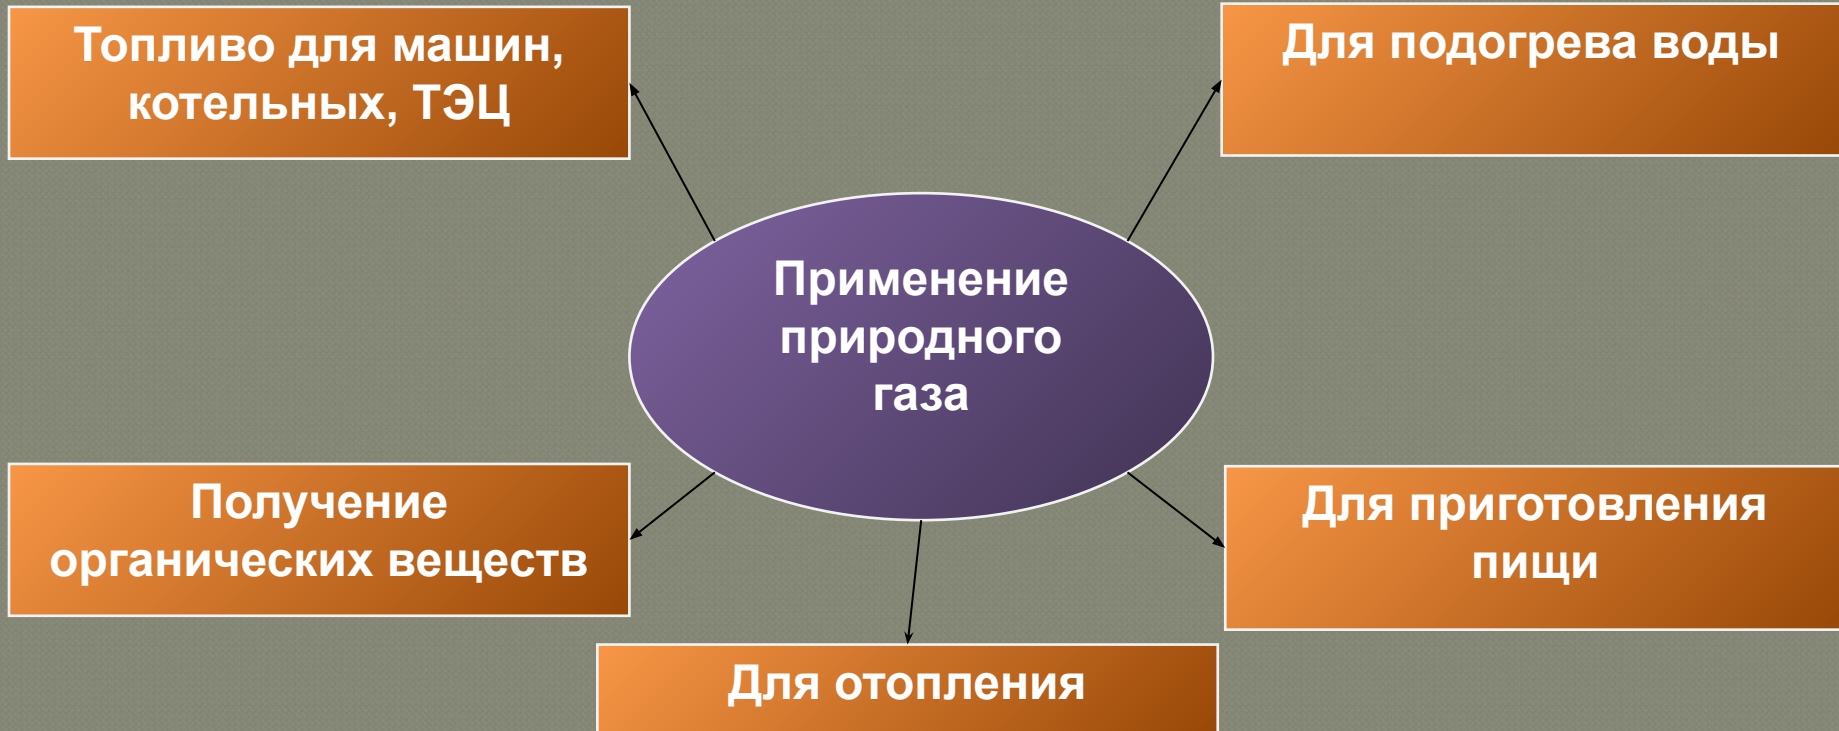 Топливо для машин,
котельных, ТЭЦ
Для подогрева воды
Применение
природного
газа
Получение
органических веществ
Для приготовления
пищи
Для отопления